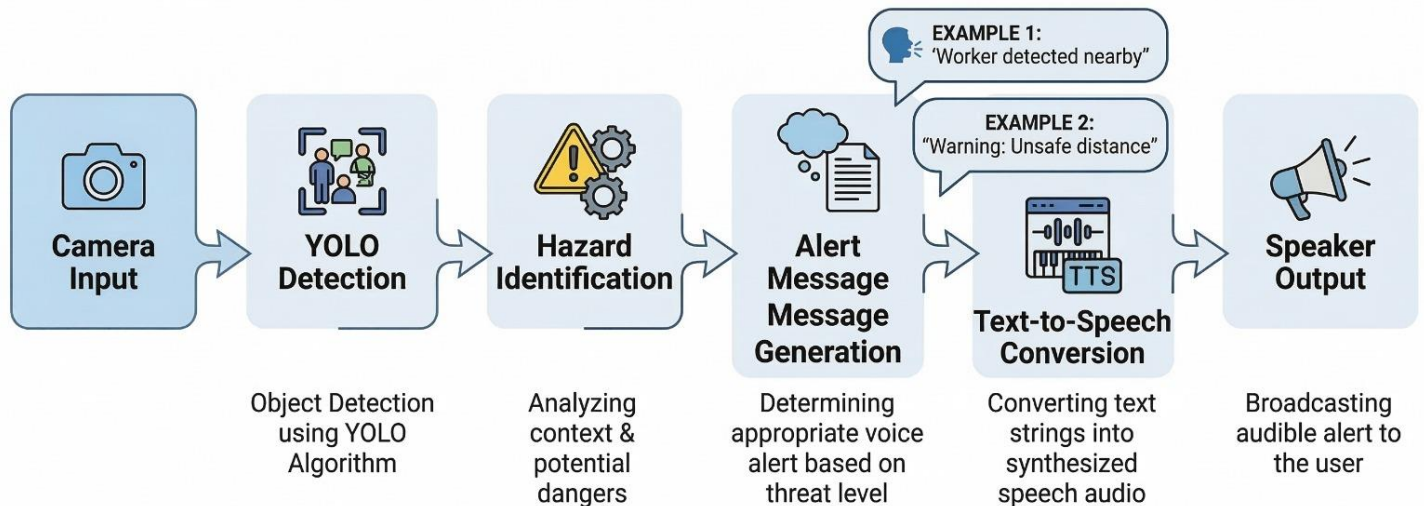 EXAMPLE 1:
‘Worker detected nearby”
EXAMPLE 2:
“Warning: Unsafe distance”
Camera
Input
YOLO
Detection
Object Detection
using YOLO
Algorithm
Hazard
Identification
Analyzing
context &
potential
dangers
Alert
Message
Message
Generation
Determining
appropriate voice
alert based on
threat level
TTS
Text-to-Speech
Conversion
Converting text
strings into
synthesized
speech audio
Speaker
Output
Broadcasting
audible alert to
the user